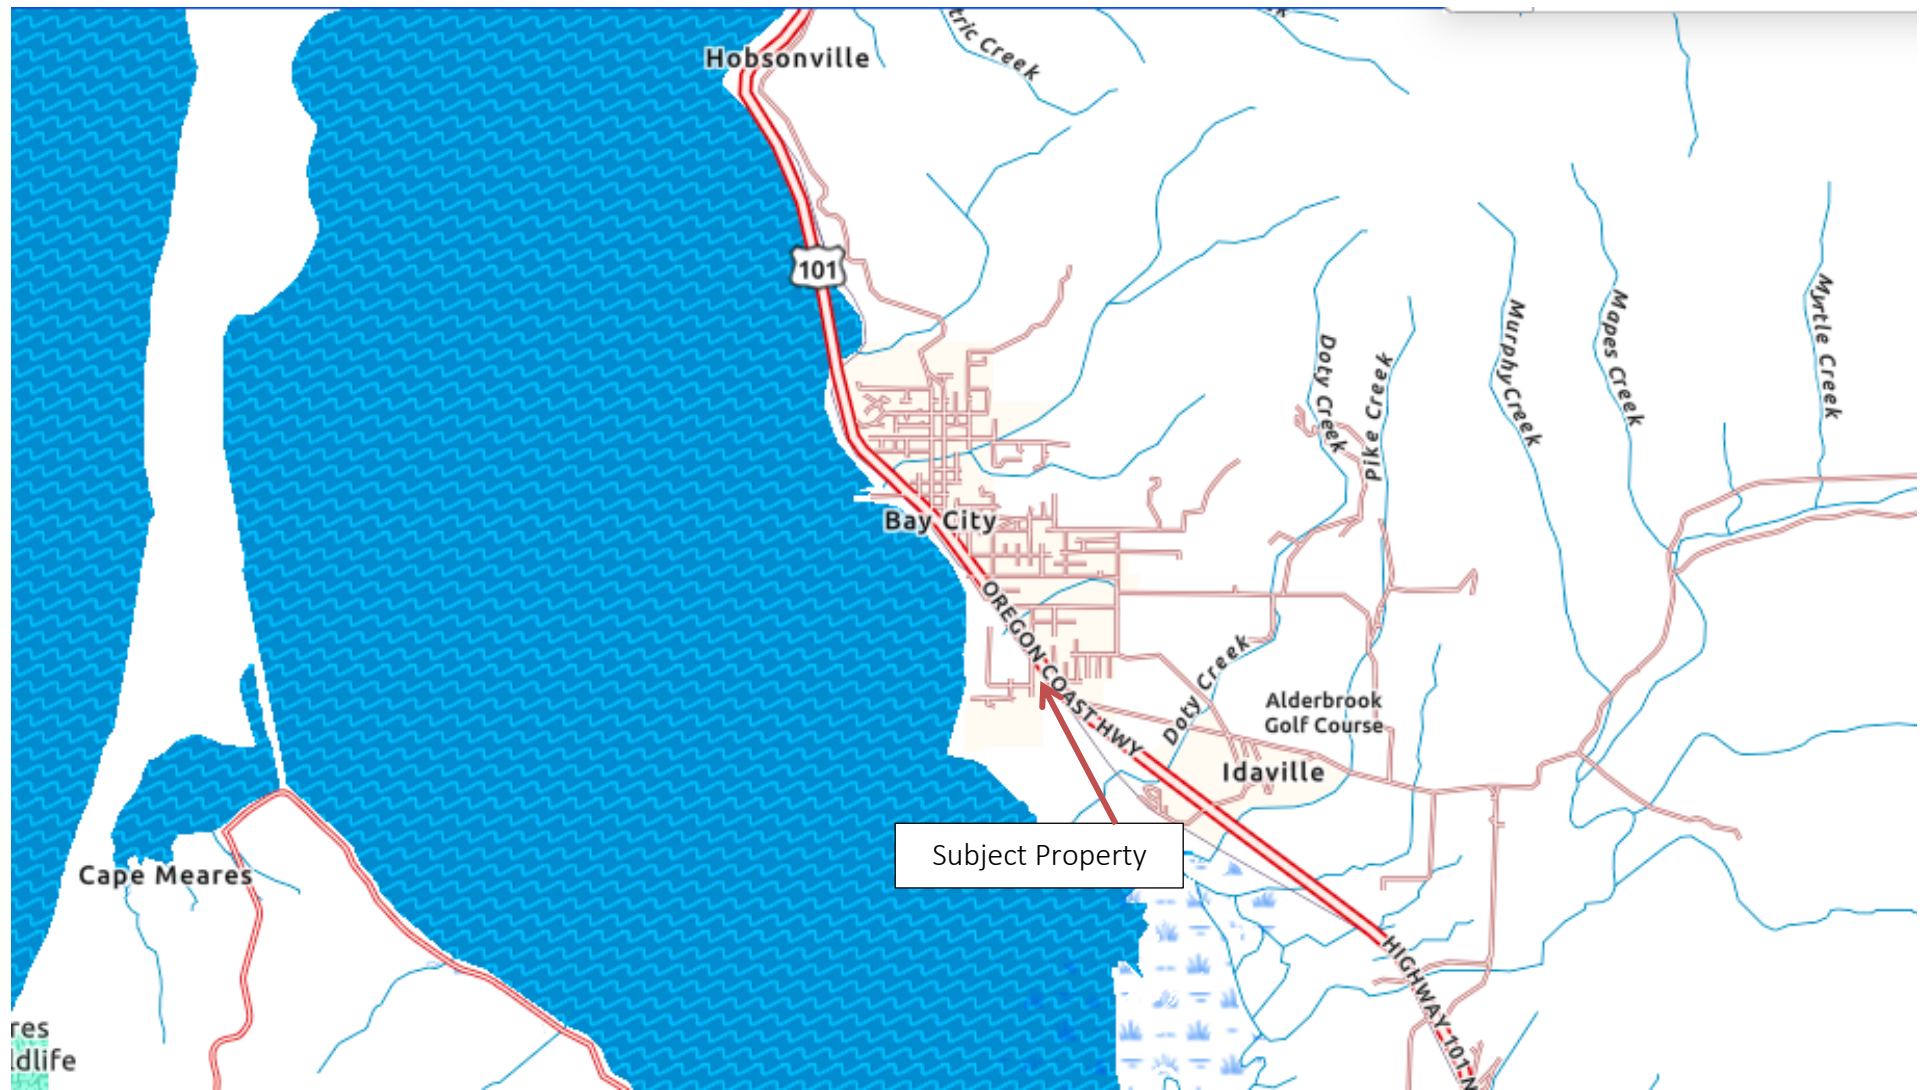 tric Creek
Hobsonville
101
Doty Creek
Pike Creek
Murphy Creek
Mapes Creek
Myrtle Creek
Bay City
OREGON COAST HWY
Doty Creek
Alderbrook
Golf Course
Idaville
Subject Property
Cape Meares
HIGHWAY 101 N
res
ldlife